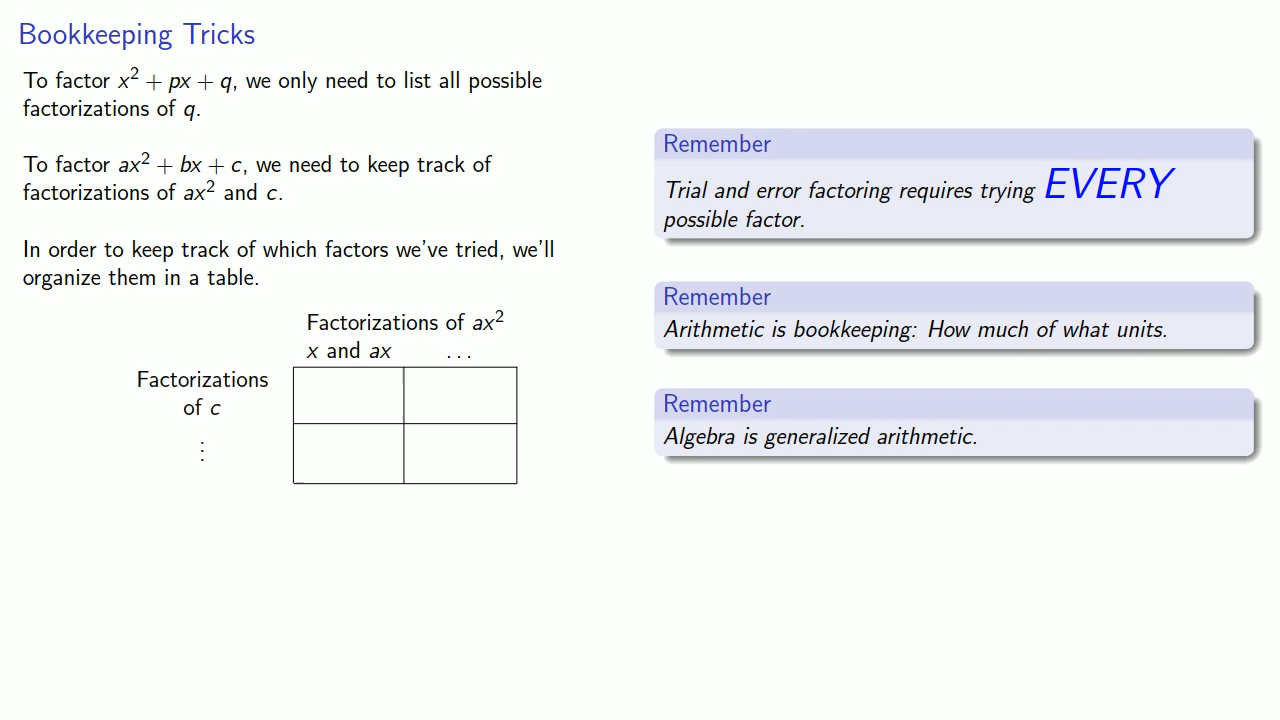 Bookkeeping Tricks
To factor x² + px + q, we only need to list all possible
factorizations of q.
To factor ax² + bx + c, we need to keep track of
factorizations of ax² and c.
In order to keep track of which factors we've tried, we'll
organize them in a table.
Factorizations of ax²
x and ax ...
Factorizations
of c
⋮
Remember
Trial and error factoring requires trying EVERY
possible factor.
Remember
Arithmetic is bookkeeping: How much of what units.
Remember
Algebra is generalized arithmetic.